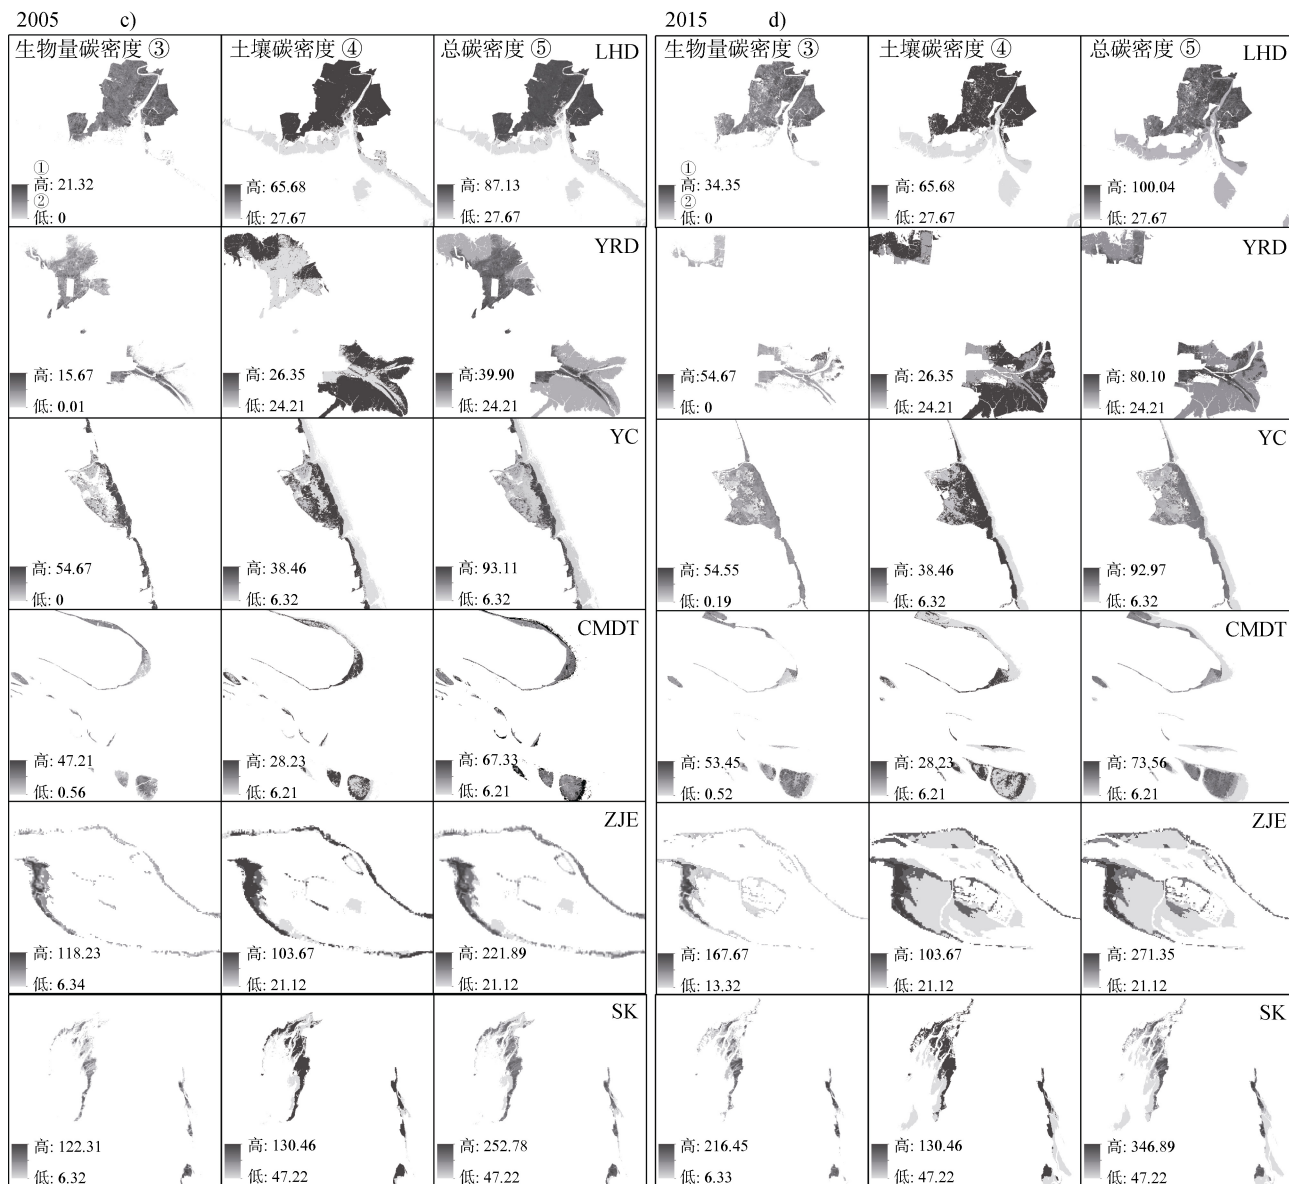 2005 c)
生物量碳密度 ③ 土壤碳密度 ④ 总碳密度 ⑤ LHD
①
高: 21.32 高: 65.68 高: 87.13
②
低: 0 低: 27.67 低: 27.67
YRD
高: 15.67 高: 26.35 高:39.90
低: 0.01 低: 24.21 低: 24.21
YC
高: 54.67 高: 38.46 高: 93.11
低: 0 低: 6.32 低: 6.32
CMDT
高: 47.21 高: 28.23 高: 67.33
低: 0.56 低: 6.21 低: 6.21
ZJE
高: 118.23 高: 103.67 高: 221.89
低: 6.34 低: 21.12 低: 21.12
SK
高: 122.31 高: 130.46 高: 252.78
低: 6.32 低: 47.22 低: 47.22
2015 d)
生物量碳密度 ③ 土壤碳密度 ④ 总碳密度 ⑤ LHD
①
高: 34.35 高: 65.68 高: 100.04
②
低: 0 低: 27.67 低: 27.67
YRD
高:54.67 高: 26.35 高: 80.10
低: 0 低: 24.21 低: 24.21
YC
高: 54.55 高: 38.46 高: 92.97
低: 0.19 低: 6.32 低: 6.32
CMDT
高: 53.45 高: 28.23 高: 73.56
低: 0.52 低: 6.21 低: 6.21
ZJE
高: 167.67 高: 103.67 高: 271.35
低: 13.32 低: 21.12 低: 21.12
SK
高: 216.45 高: 130.46 高: 346.89
低: 6.33 低: 47.22 低: 47.22